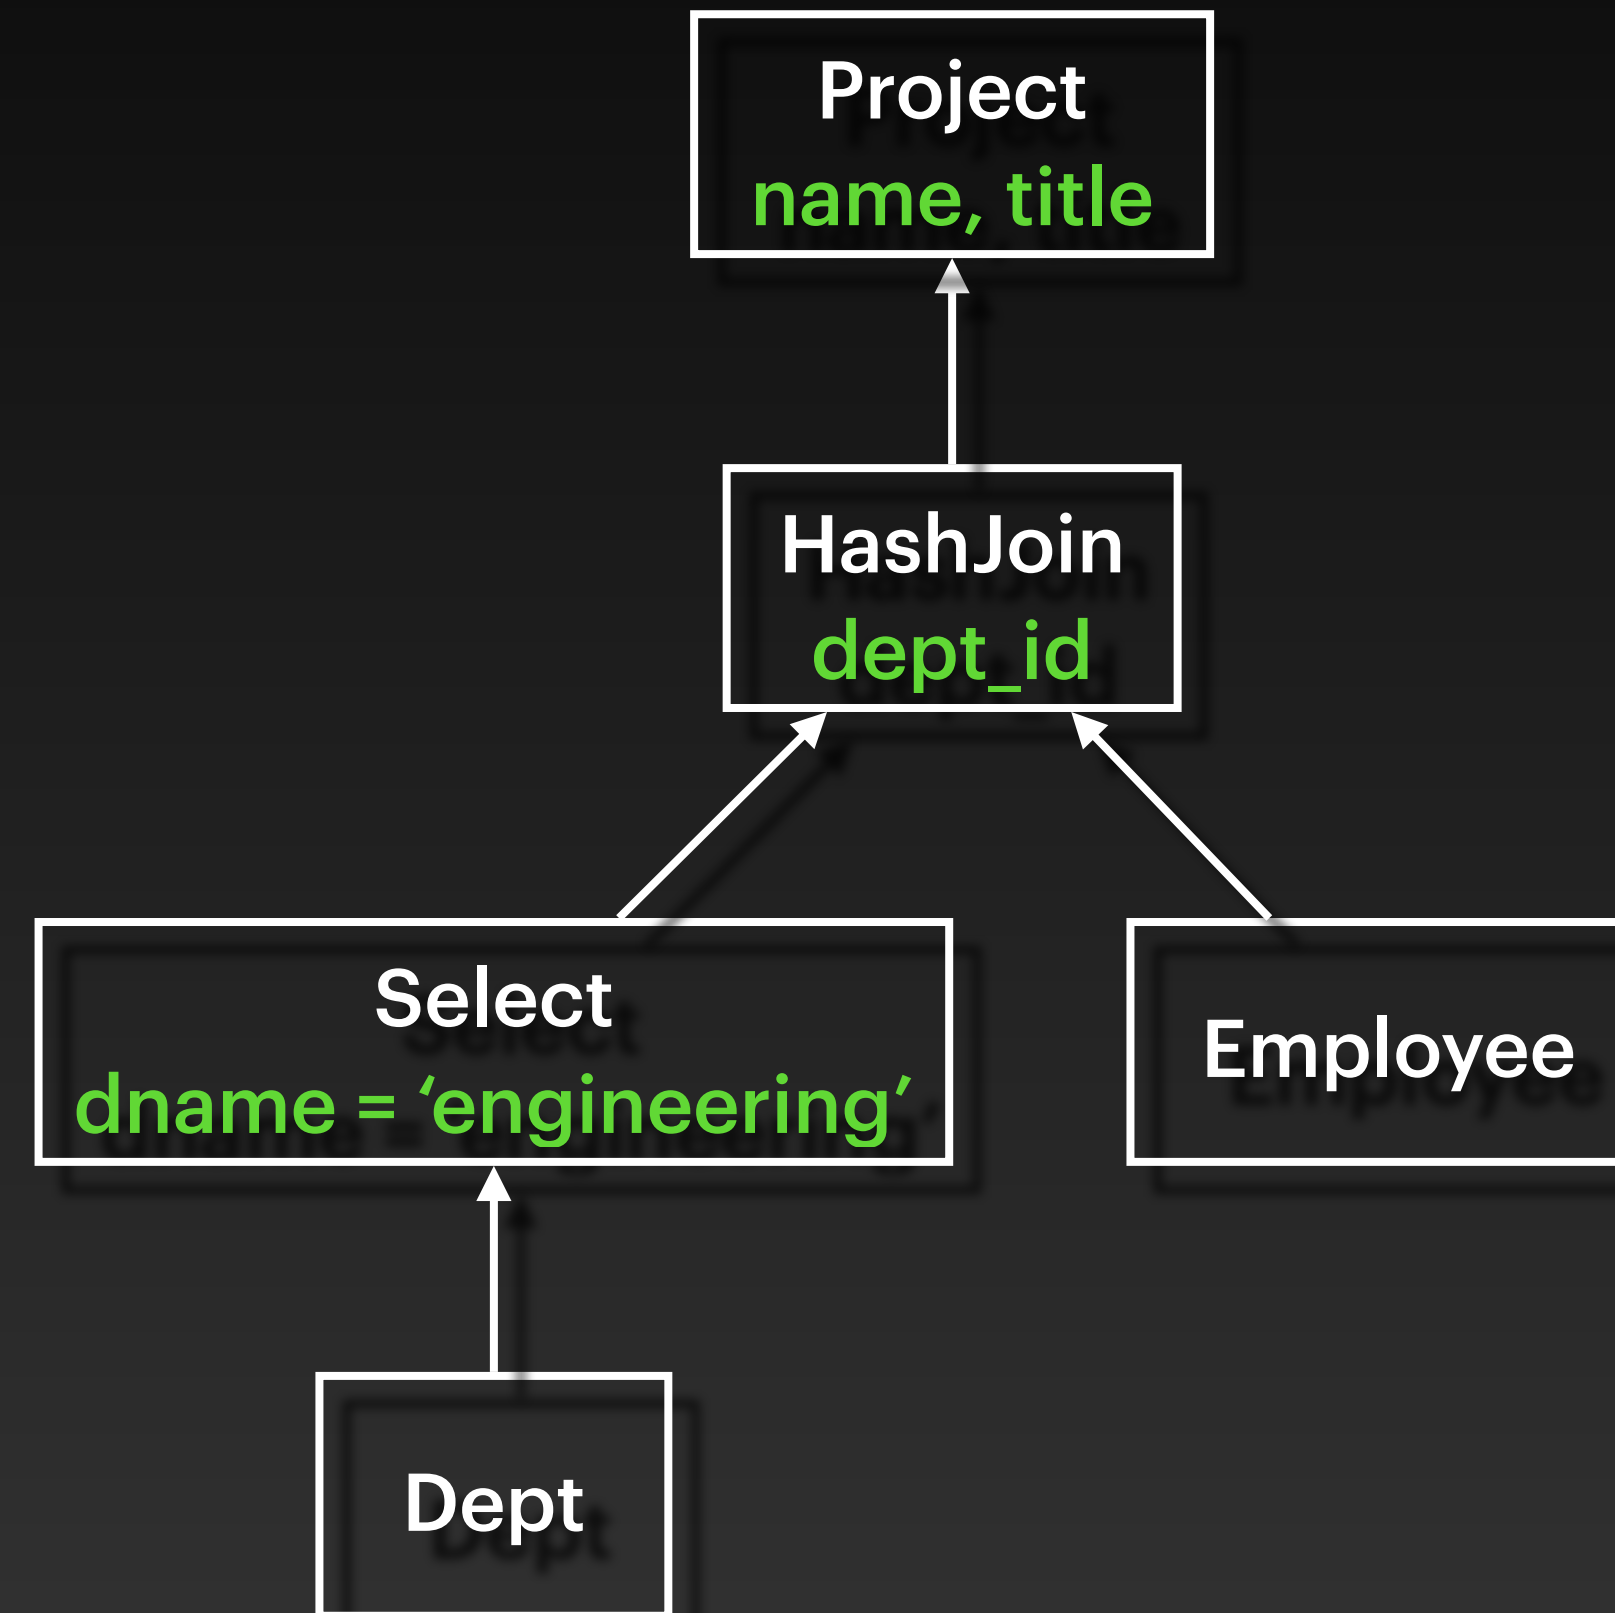 Project
name, title
HashJoin
dept_id
Select
dname = ‘engineering’
Employee
Dept